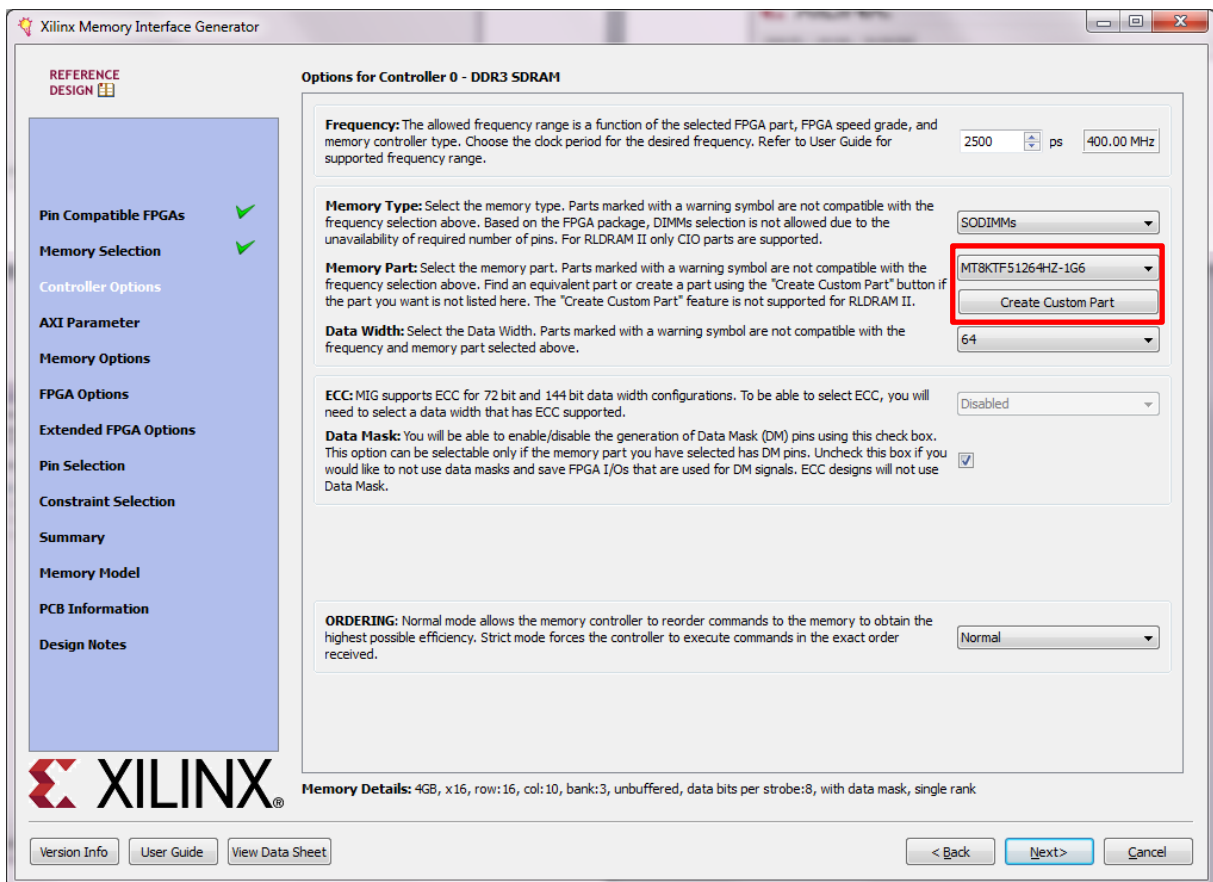 Xilinx Memory Interface Generator
REFERENCE
DESIGN
Pin Compatible FPGAs
Memory Selection
Controller Options
AXI Parameter
Memory Options
FPGA Options
Extended FPGA Options
Pin Selection
Constraint Selection
Summary
Memory Model
PCB Information
Design Notes
XILINX®
Options for Controller 0 - DDR3 SDRAM
Frequency: The allowed frequency range is a function of the selected FPGA part, FPGA speed grade, and
memory controller type. Choose the clock period for the desired frequency. Refer to User Guide for
supported frequency range.
2500 ps 400.00 MHz
Memory Type: Select the memory type. Parts marked with a warning symbol are not compatible with the
frequency selection above. Based on the FPGA package, DIMMs selection is not allowed due to the
unavailability of required number of pins. For RLDRAM II only CIO parts are supported.
SODIMMs
Memory Part: Select the memory part. Parts marked with a warning symbol are not compatible with the
frequency selection above. Find an equivalent part or create a part using the "Create Custom Part" button if
the part you want is not listed here. The "Create Custom Part" feature is not supported for RLDRAM II.
MT8KTF51264HZ-1G6
Create Custom Part
Data Width: Select the Data Width. Parts marked with a warning symbol are not compatible with the
frequency and memory part selected above.
64
ECC: MIG supports ECC for 72 bit and 144 bit data width configurations. To be able to select ECC, you will
need to select a data width that has ECC supported.
Disabled
Data Mask: You will be able to enable/disable the generation of Data Mask (DM) pins using this check box.
This option can be selectable only if the memory part you have selected has DM pins. Uncheck this box if you
would like to not use data masks and save FPGA I/Os that are used for DM signals. ECC designs will not use
Data Mask.
ORDERING: Normal mode allows the memory controller to reorder commands to the memory to obtain the
highest possible efficiency. Strict mode forces the controller to execute commands in the exact order
received.
Normal
Memory Details: 4GB, x16, row:16, col:10, bank:3, unbuffered, data bits per strobe:8, with data mask, single rank
Version Info
User Guide
View Data Sheet
< Back
Next>
Cancel